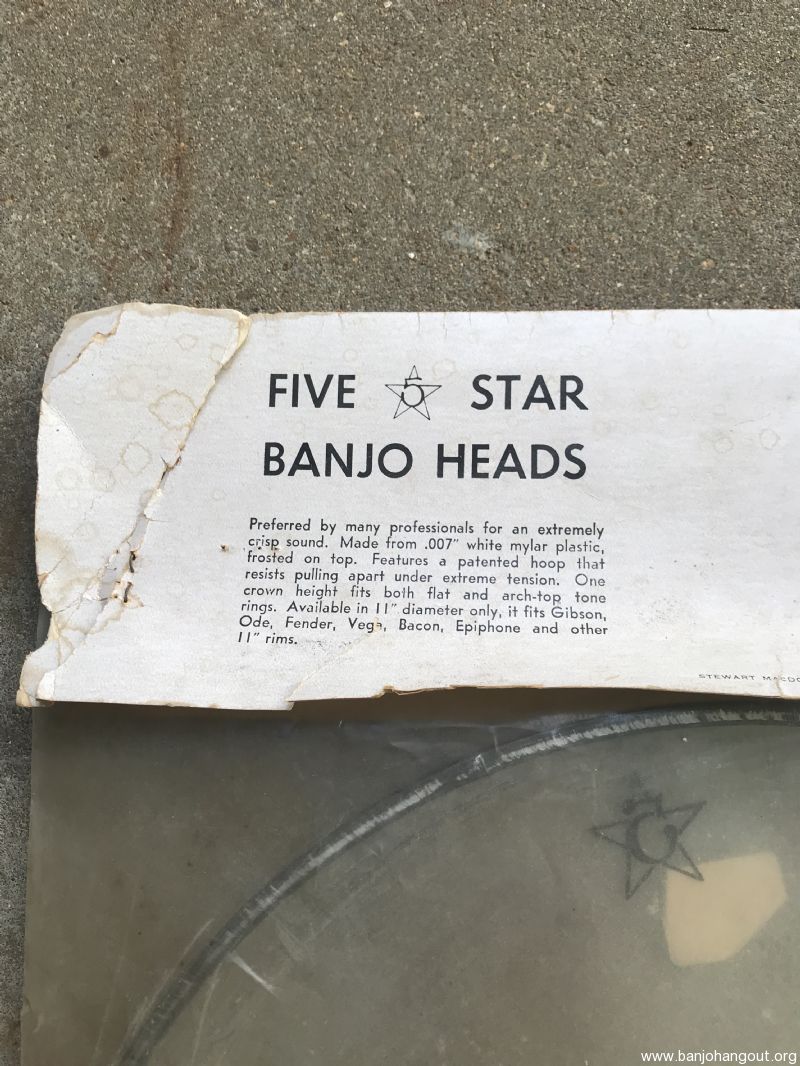 FIVE 5 STAR
BANJO HEADS
Preferred by many professionals for an extremely
crisp sound. Made from .007" white mylar plastic,
frosted on top. Features a patented hoop that
resists pulling apart under extreme tension. One
crown height fits both flat and arch-top tone
rings. Available in 11" diameter only, it fits Gibson,
Ode, Fender, Vega, Bacon, Epiphone and other
11" rims.
STEWART
5
www.banjohangout.org